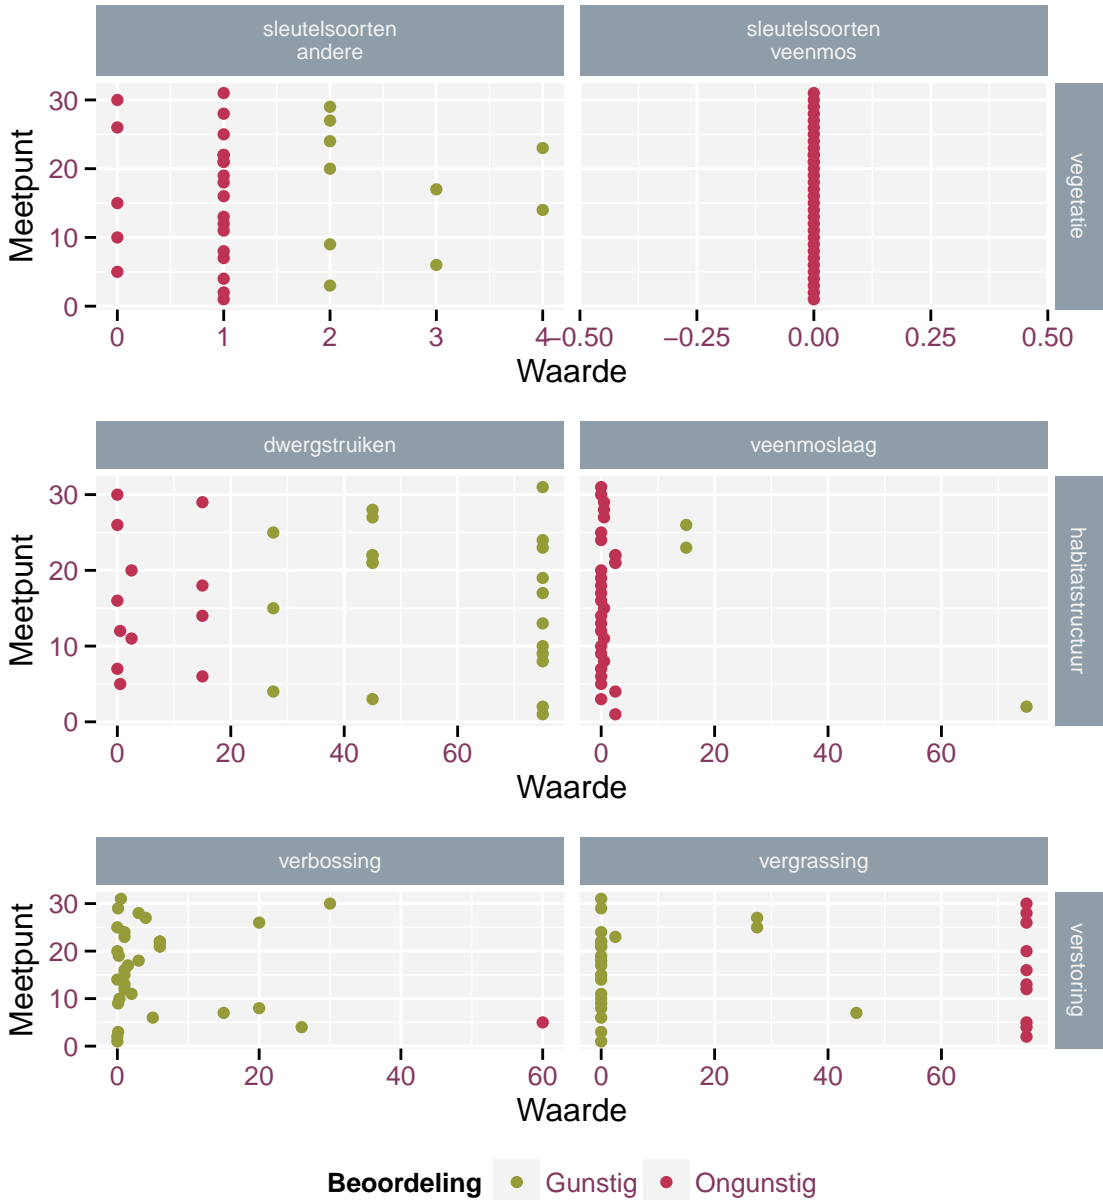 sleutelsoorten
andere
sleutelsoorten
veenmos
30
20
10
0
Meetpunt
vegetatie
0 1 2 3 4
−0.50 −0.25 0.00 0.25 0.50
Waarde
dwergstruiken
veenmoslaag
30
20
10
0
Meetpunt
habitatstructuur
0 20 40 60
0 20 40 60
Waarde
verbossing
vergrassing
30
20
10
0
Meetpunt
verstoring
0 20 40 60
0 20 40 60
Waarde
Beoordeling Gunstig Ongunstig